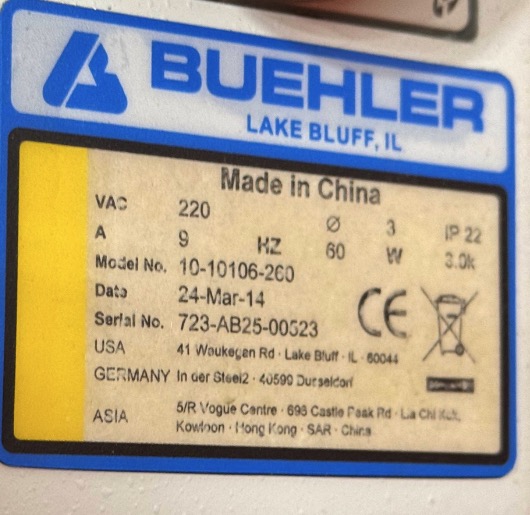 BUEHLER
LAKE BLUFF, IL
Made in China
VAC 220 Ø 3 IP 22
A 9 HZ 60 W 3.0k
Model No. 10-10106-260
Date 24-Mar-14
Serial No. 723-AB25-00523
CE
USA 41 Waukegan Rd · Lake Bluff · IL · 60044
GERMANY In der Steele 2 · 40590 Dusseldorf
ASIA 5/R Vogue Centre · 696 Castle Peak Rd · Lai Chi Kok,
Kowloon · Hong Kong · SAR · China